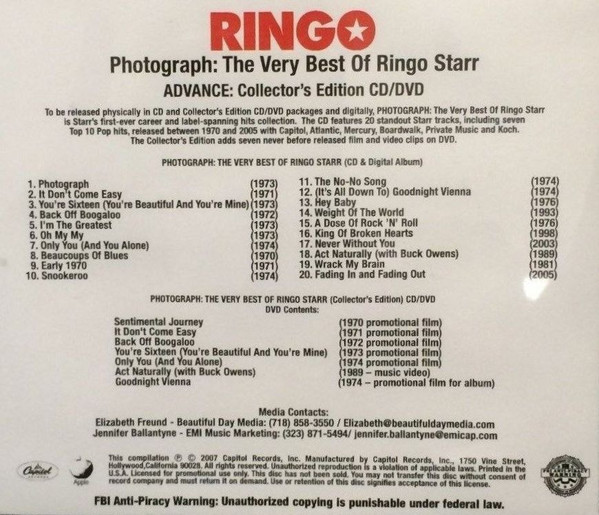 RINGO
Photograph: The Very Best Of Ringo Starr
ADVANCE: Collector's Edition CD/DVD
To be released physically in CD and Collector's Edition CD/DVD packages and digitally, PHOTOGRAPH: The Very Best Of Ringo Starr
is Starr's first-ever career and label-spanning hits collection. The CD features 20 standout Starr tracks, including seven
Top 10 Pop hits, released between 1970 and 2005 with Capitol, Atlantic, Mercury, Boardwalk, Private Music and Koch.
The Collector's Edition adds seven never before released film and video clips on DVD.
PHOTOGRAPH: THE VERY BEST OF RINGO STARR (CD & Digital Album)
1. Photograph (1973)
2. It Don't Come Easy (1971)
3. You're Sixteen (You're Beautiful And You're Mine) (1973)
4. Back Off Boogaloo (1972)
5. I'm The Greatest (1973)
6. Oh My My (1973)
7. Only You (And You Alone) (1974)
8. Beaucoups Of Blues (1970)
9. Early 1970 (1971)
10. Snookeroo (1974)
11. The No-No Song (1974)
12. (It's All Down To) Goodnight Vienna (1974)
13. Hey Baby (1976)
14. Weight Of The World (1993)
15. A Dose Of Rock 'N' Roll (1976)
16. King Of Broken Hearts (1998)
17. Never Without You (2003)
18. Act Naturally (with Buck Owens) (1989)
19. Wrack My Brain (1981)
20. Fading In and Fading Out (2005)
PHOTOGRAPH: THE VERY BEST OF RINGO STARR (Collector's Edition) CD/DVD
DVD Contents:
Sentimental Journey (1970 promotional film)
It Don't Come Easy (1971 promotional film)
Back Off Boogaloo (1972 promotional film)
You're Sixteen (You're Beautiful And You're Mine) (1973 promotional film)
Only You (And You Alone) (1974 promotional film)
Act Naturally (with Buck Owens) (1989 – music video)
Goodnight Vienna (1974 – promotional film for album)
Media Contacts:
Elizabeth Freund - Beautiful Day Media: (718) 858-3550 / Elizabeth@beautifuldaymedia.com
Jennifer Ballantyne - EMI Music Marketing: (323) 871-5494/ jennifer.ballantyne@emicap.com
This compilation ℗ © 2007 Capitol Records, Inc. Manufactured by Capitol Records, Inc., 1750 Vine Street,
Hollywood,California 90028. All rights reserved. Unauthorized reproduction is a violation of applicable laws. Printed in the
U.S.A. Licensed for promotional use only. This disc has not been sold. You may not transfer this disc without consent of
record company and must return it on demand. Use or retention of this disc signifies acceptance of this license.
Capitol
Apple
FBI Anti-Piracy Warning: Unauthorized copying is punishable under federal law.